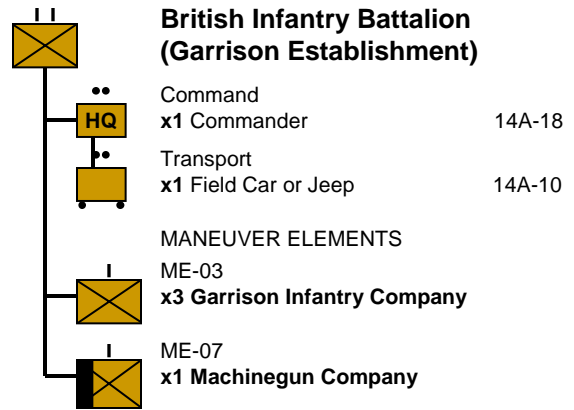 British Infantry Battalion
(Garrison Establishment)
Command
HQ
x1 Commander 14A-18
Transport
x1 Field Car or Jeep 14A-10
MANEUVER ELEMENTS
ME-03
x3 Garrison Infantry Company
ME-07
x1 Machinegun Company